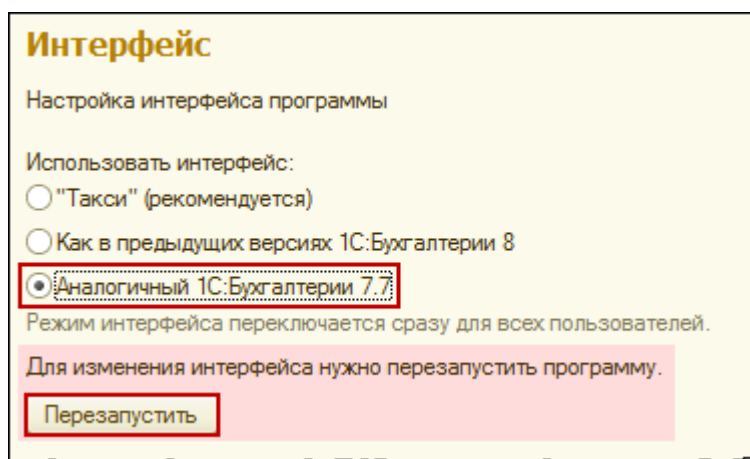 Интерфейс
Настройка интерфейса программы
Использовать интерфейс:
"Такси" (рекомендуется)
Как в предыдущих версиях 1С:Бухгалтерии 8
Аналогичный 1С:Бухгалтерии 7.7
Режим интерфейса переключается сразу для всех пользователей.
Для изменения интерфейса нужно перезапустить программу.
Перезапустить